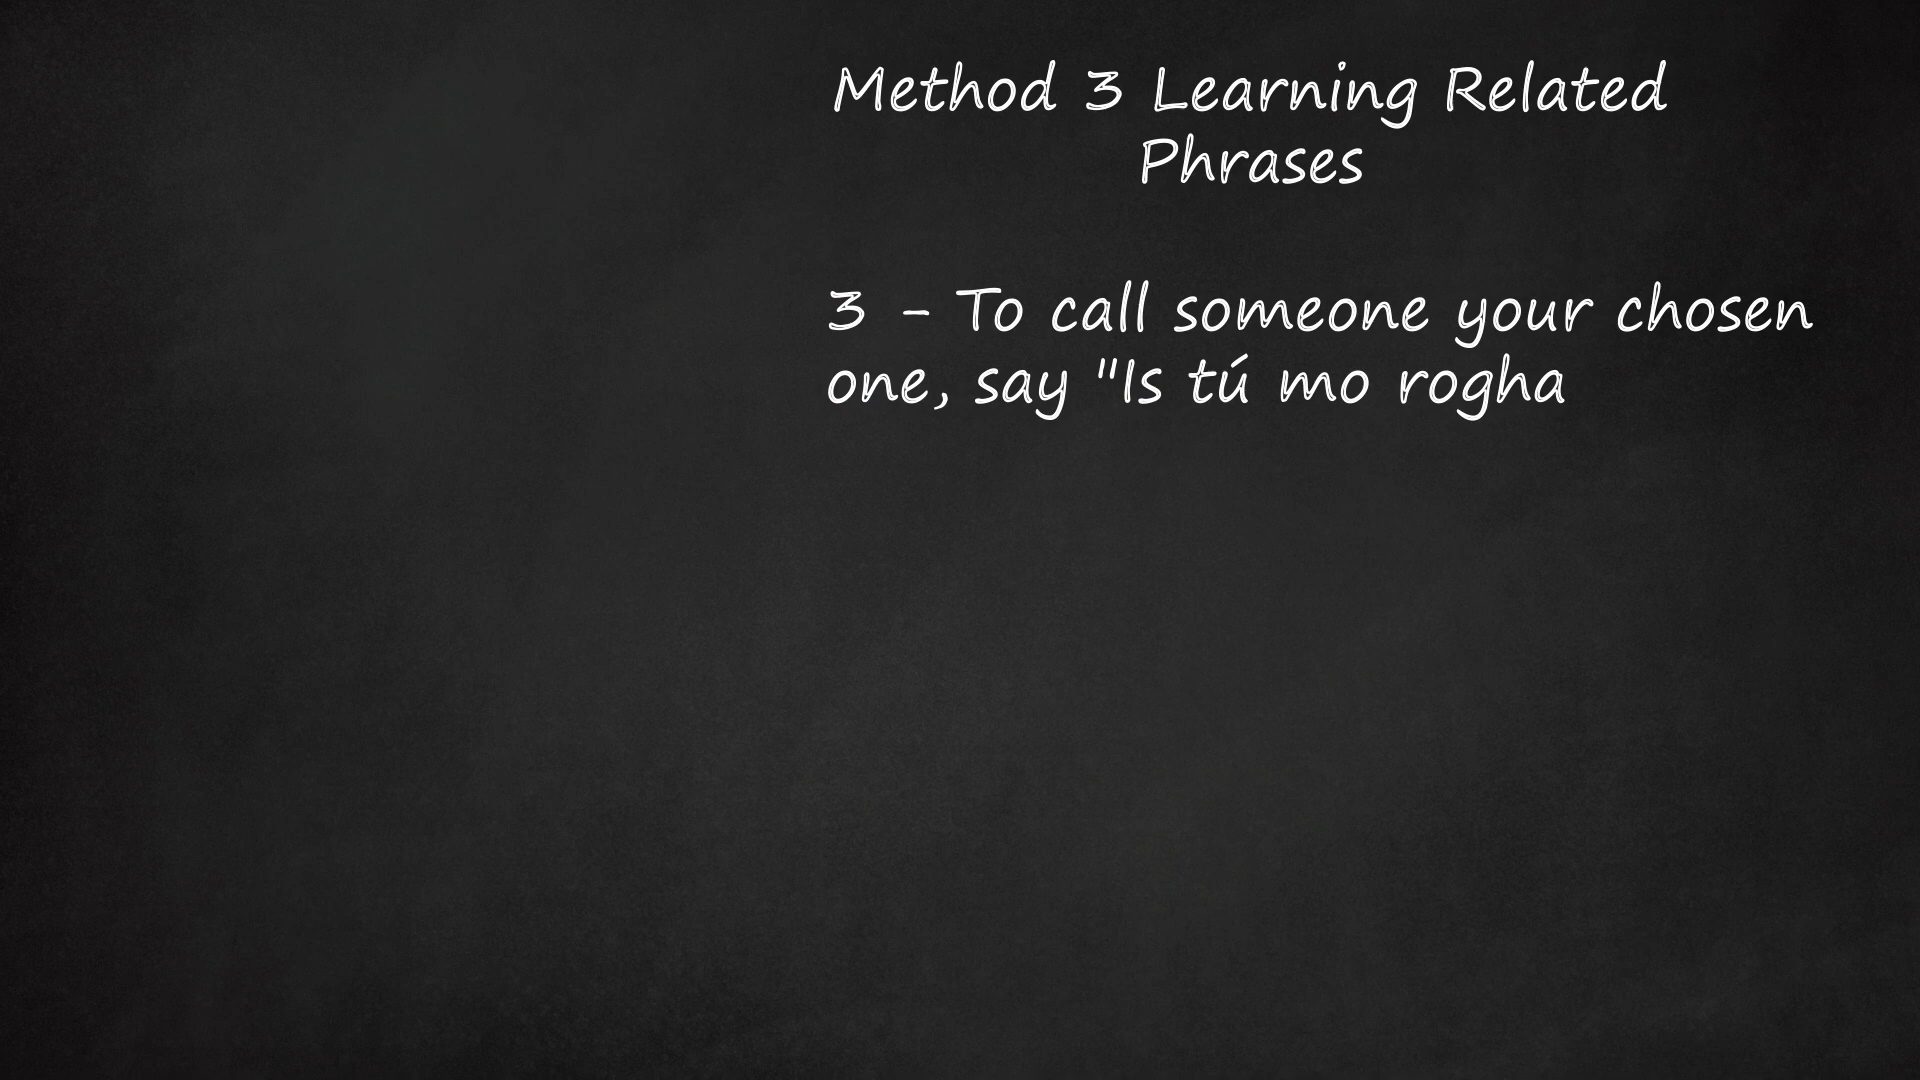 Method 3 Learning Related
Phrases
3 - To call someone your chosen
one, say "Is tú mo rogha